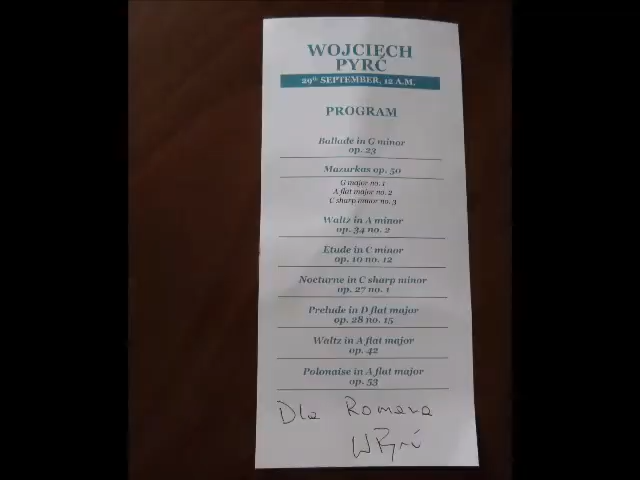 WOJCIECH
PYRĆ
29th SEPTEMBER, 12 A.M.
PROGRAM
Ballade in G minor
op. 23
Mazurkas op. 50
G major no. 1
A flat major no. 2
C sharp minor no. 3
Waltz in A minor
op. 34 no. 2
Etude in C minor
op. 10 no. 12
Nocturne in C sharp minor
op. 27 no. 1
Prelude in D flat major
op. 28 no. 15
Waltz in A flat major
op. 42
Polonaise in A flat major
op. 53
Dla Romana
WPyrć